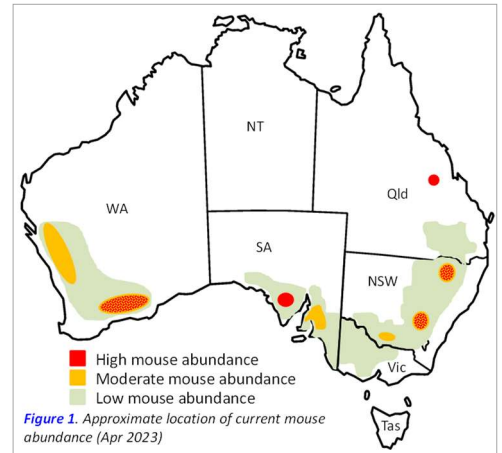 NT
Qld
WA
SA
NSW
Vic
Tas
High mouse abundance
Moderate mouse abundance
Low mouse abundance
Figure 1. Approximate location of current mouse
abundance (Apr 2023)